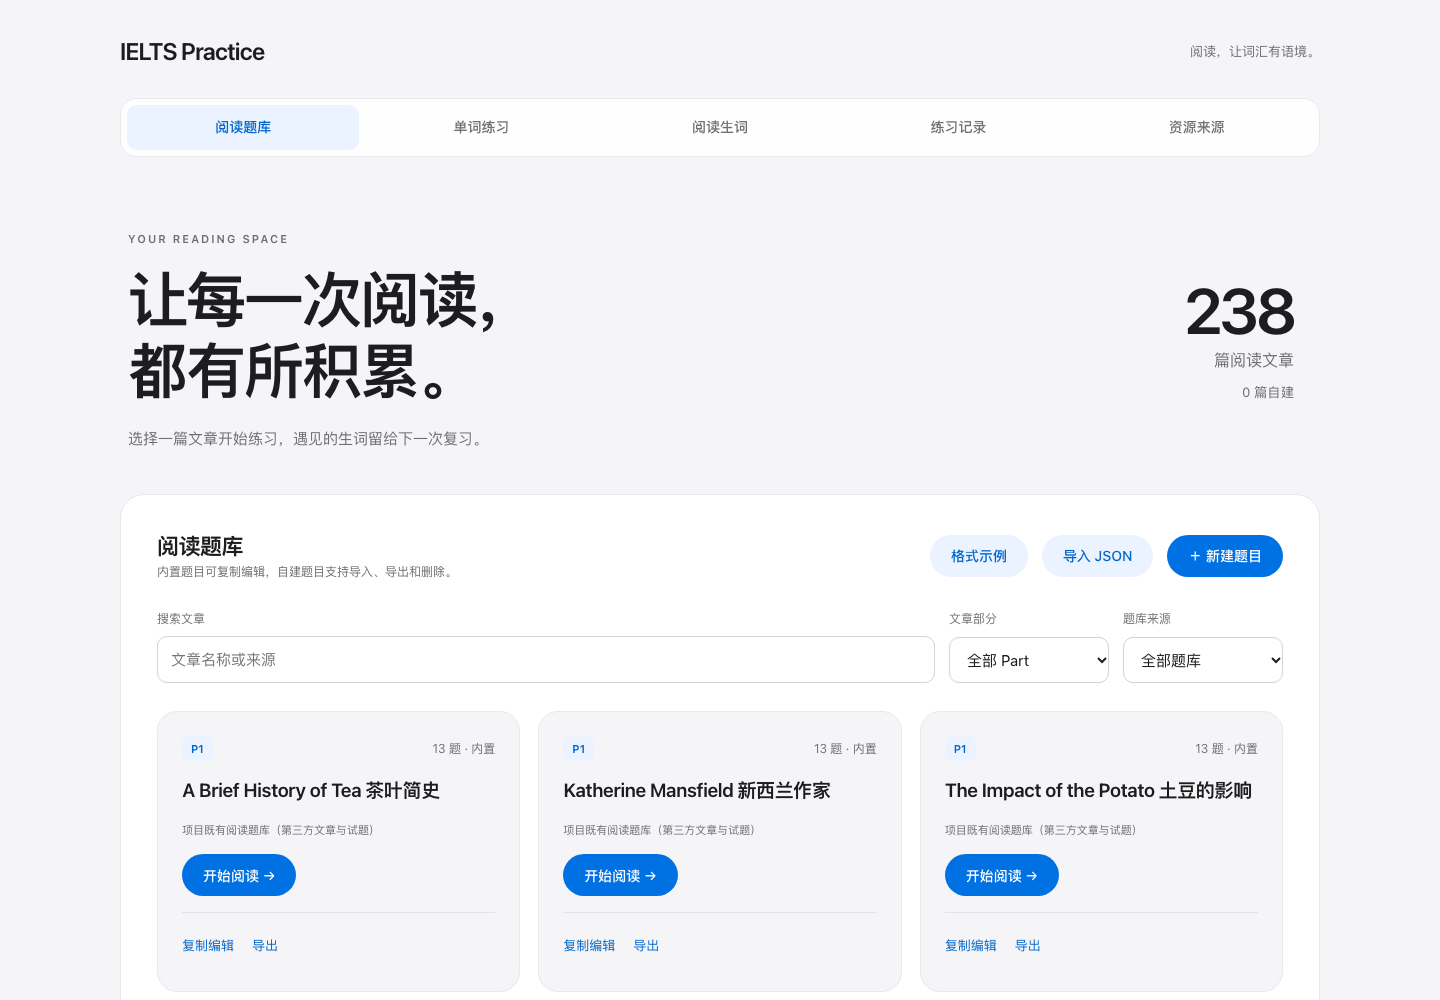 IELTS Practice
阅读，让词汇有语境。
阅读题库
单词练习
阅读生词
练习记录
资源来源
YOUR READING SPACE
让每一次阅读，
都有所积累。
选择一篇文章开始练习，遇见的生词留给下一次复习。
238
篇阅读文章
0 篇自建
阅读题库
内置题目可复制编辑，自建题目支持导入、导出和删除。
格式示例
导入 JSON
＋ 新建题目
搜索文章
文章名称或来源
文章部分
全部 Part
题库来源
全部题库
P1
13 题 · 内置
A Brief History of Tea 茶叶简史
项目既有阅读题库（第三方文章与试题）
开始阅读 →
复制编辑
导出
P1
13 题 · 内置
Katherine Mansfield 新西兰作家
项目既有阅读题库（第三方文章与试题）
开始阅读 →
复制编辑
导出
P1
13 题 · 内置
The Impact of the Potato 土豆的影响
项目既有阅读题库（第三方文章与试题）
开始阅读 →
复制编辑
导出